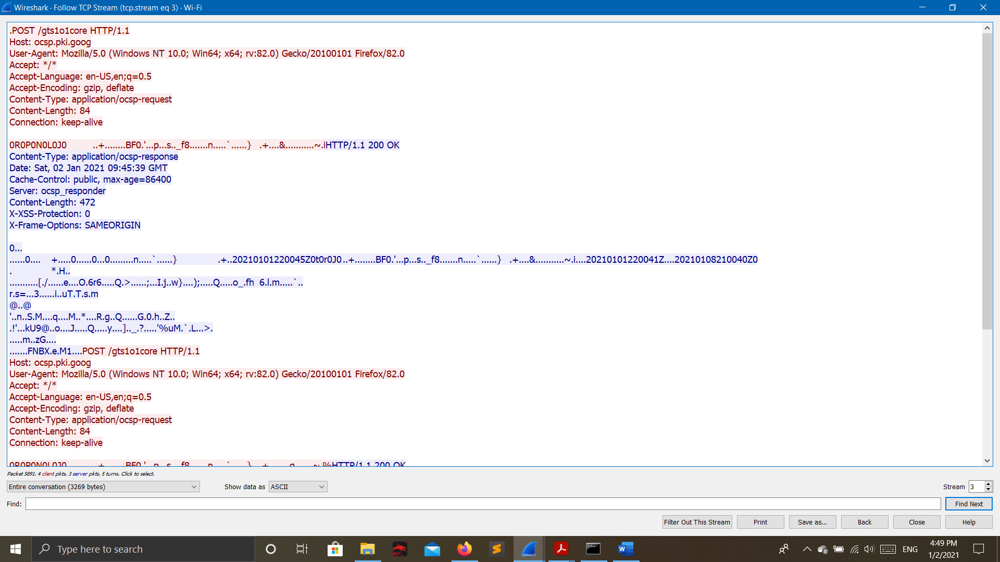 Wireshark · Follow TCP Stream (tcp.stream eq 3) · Wi-Fi
.POST /gts1o1core HTTP/1.1
Host: ocsp.pki.goog
User-Agent: Mozilla/5.0 (Windows NT 10.0; Win64; x64; rv:82.0) Gecko/20100101 Firefox/82.0
Accept: */*
Accept-Language: en-US,en;q=0.5
Accept-Encoding: gzip, deflate
Content-Type: application/ocsp-request
Content-Length: 84
Connection: keep-alive
0R0P0N0L0J0 ..+........BF0.'...p...s.._f8.......n.....`......} .+....&...........~.iHTTP/1.1 200 OK
Content-Type: application/ocsp-response
Date: Sat, 02 Jan 2021 09:45:39 GMT
Cache-Control: public, max-age=86400
Server: ocsp_responder
Content-Length: 472
X-XSS-Protection: 0
X-Frame-Options: SAMEORIGIN
0...
......0.... +.....0......0...0.........n.....`......} .+..20210101220045Z0t0r0J0..+........BF0.'...p...s.._f8.......n.....`......} .+....&...........~.i....20210101220041Z....20210108210040Z0
. *.H..
...........[./......e....O.6r6.....Q.>......;...I.j..w}....);.....Q.....o_.fh 6.l.m.....`..
r.s=...3......i..uT.T.s.m
@..@
'..n..S.M....q....M..*....R.g..Q......G.0.h..Z..
.!'...kU9@..o....J.....Q.....y....].._.?.....'%uM.`.L...>.
.....m..zG....
.......FNBX.e.M1....POST /gts1o1core HTTP/1.1
Host: ocsp.pki.goog
User-Agent: Mozilla/5.0 (Windows NT 10.0; Win64; x64; rv:82.0) Gecko/20100101 Firefox/82.0
Accept: */*
Accept-Language: en-US,en;q=0.5
Accept-Encoding: gzip, deflate
Content-Type: application/ocsp-request
Content-Length: 84
Connection: keep-alive
0R0P0N0L0J0 ..+........BF0.'...p...s.._f8.......n.....`......} .+.......q.......~.%HTTP/1.1 200 OK
Packet 5891. 4 client pkts, 3 server pkts, 5 turns. Click to select.
Entire conversation (3269 bytes) Show data as ASCII Stream 3
Find: Find Next
Filter Out This Stream Print Save as... Back Close Help
Type here to search ENG 4:49 PM
1/2/2021